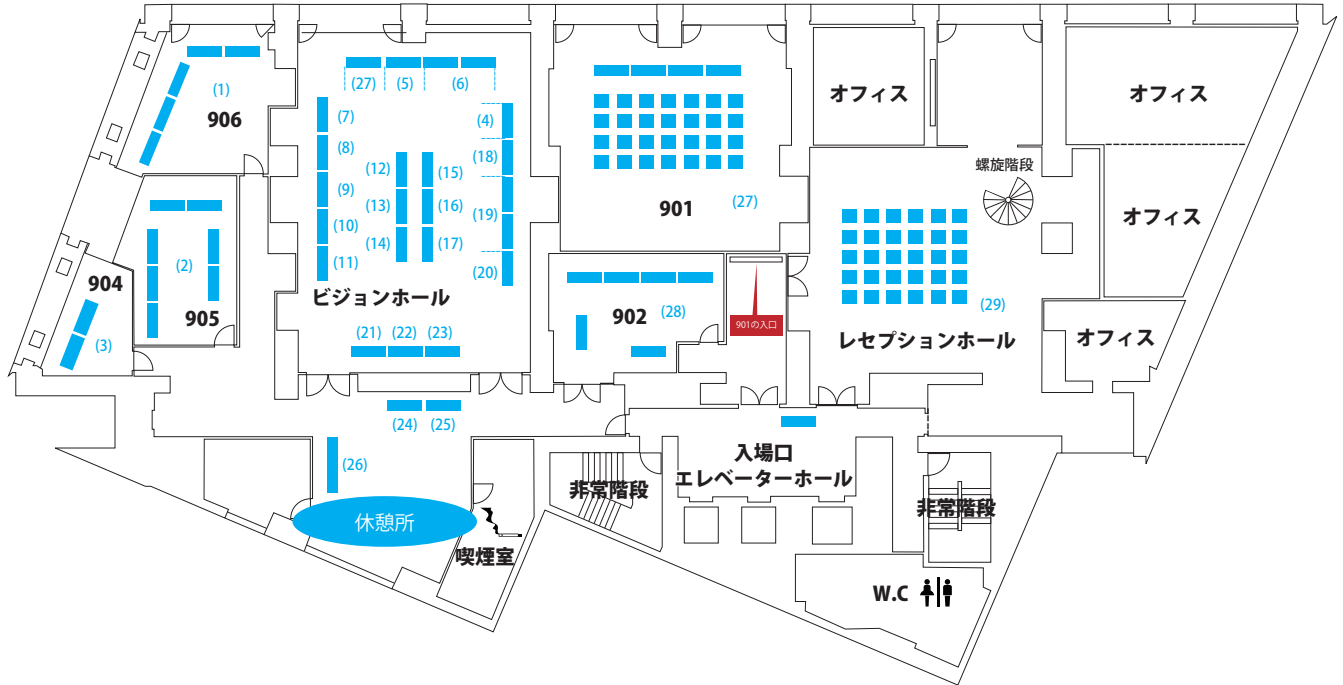 (27)
(5)
(6)
(1)
906
(7)
(4)
(8)
(18)
(12)
(15)
(9)
(13)
(16)
(19)
(10)
(14)
(17)
(11)
(20)
ビジョンホール
(2)
905
904
(3)
(21)
(22)
(23)
(24)
(25)
(26)
休憩所
喫煙室
901
(27)
902
(28)
901の入口
オフィス
オフィス
螺旋階段
オフィス
(29)
レセプションホール
オフィス
入場口
エレベーターホール
非常階段
非常階段
W.C